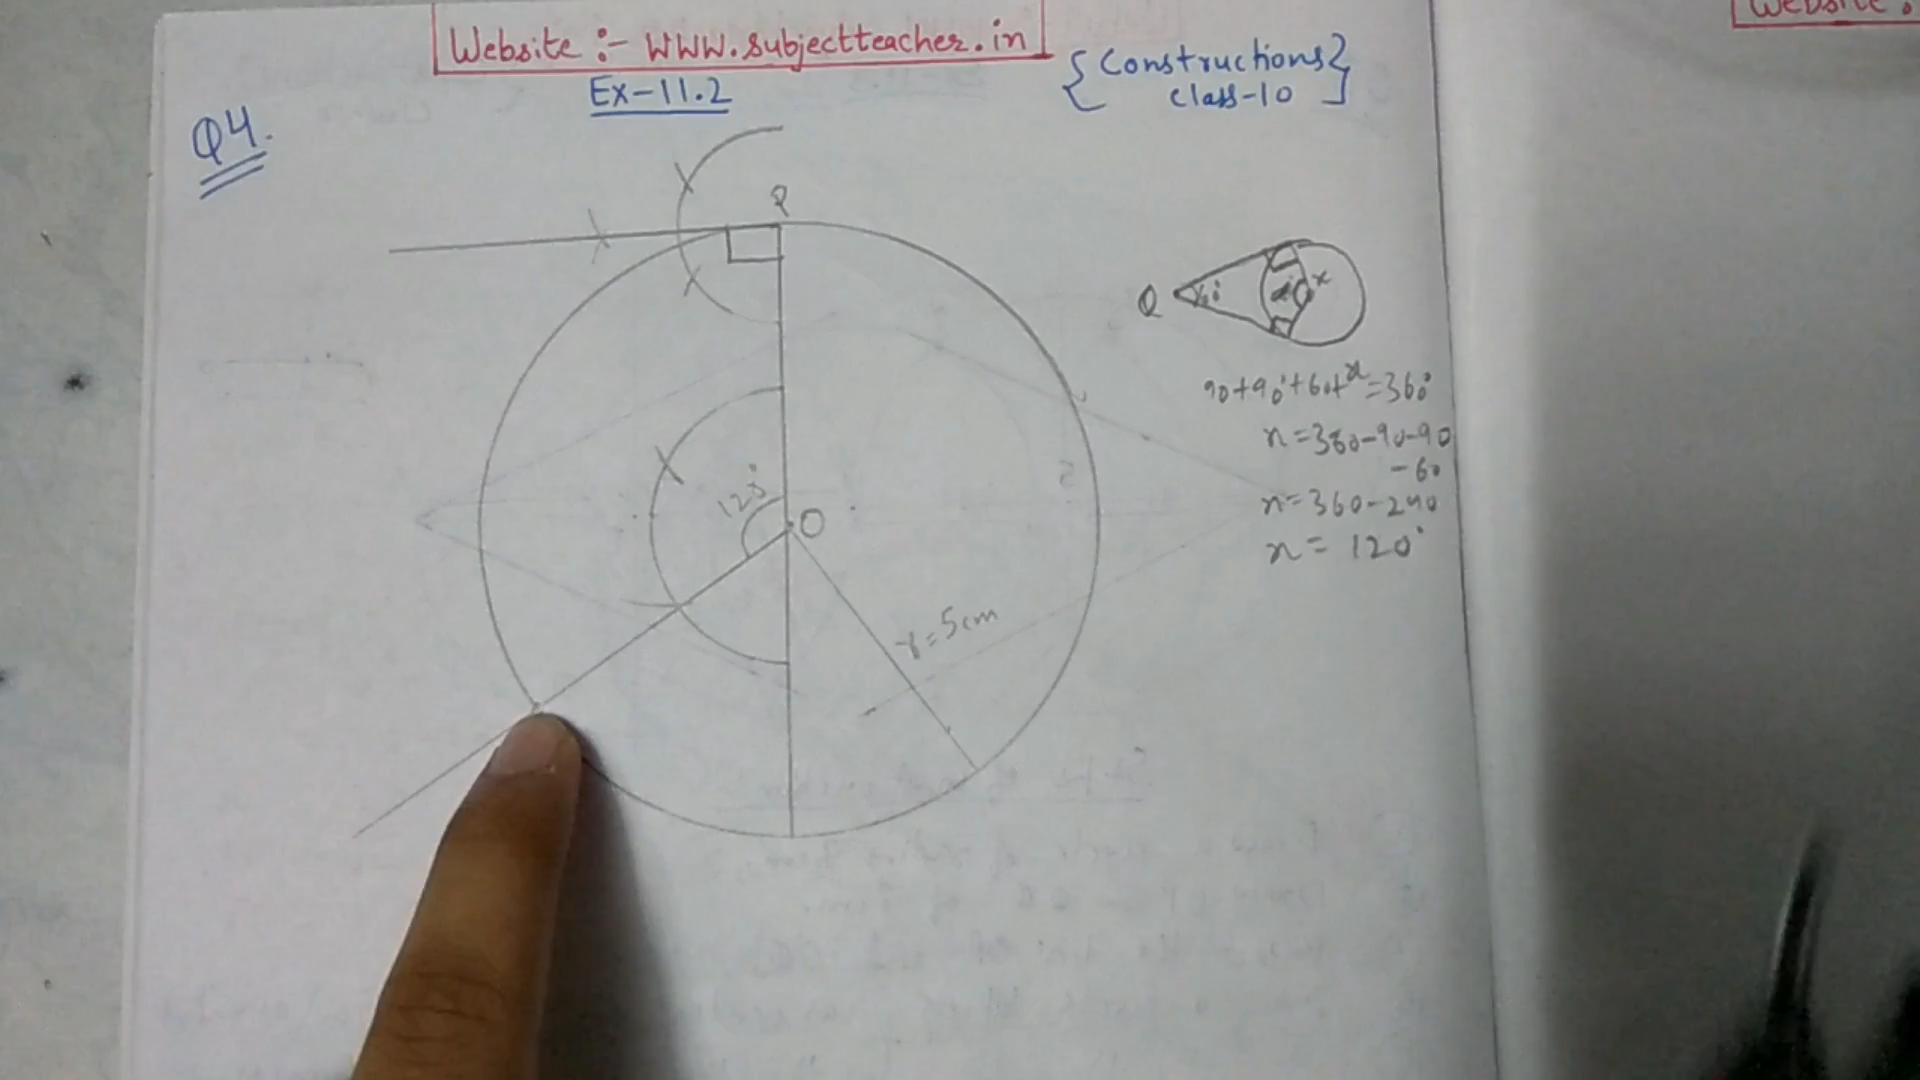 Website :- WWW.subjectteacher.in
Website :
Ex-11.2
{Constructions}
Class-10
Q4.
P
Q
60°
x
90+90°+60+x=360°
x=360-90-90
-60
x=360-240
x= 120°
120°
O
r=5cm